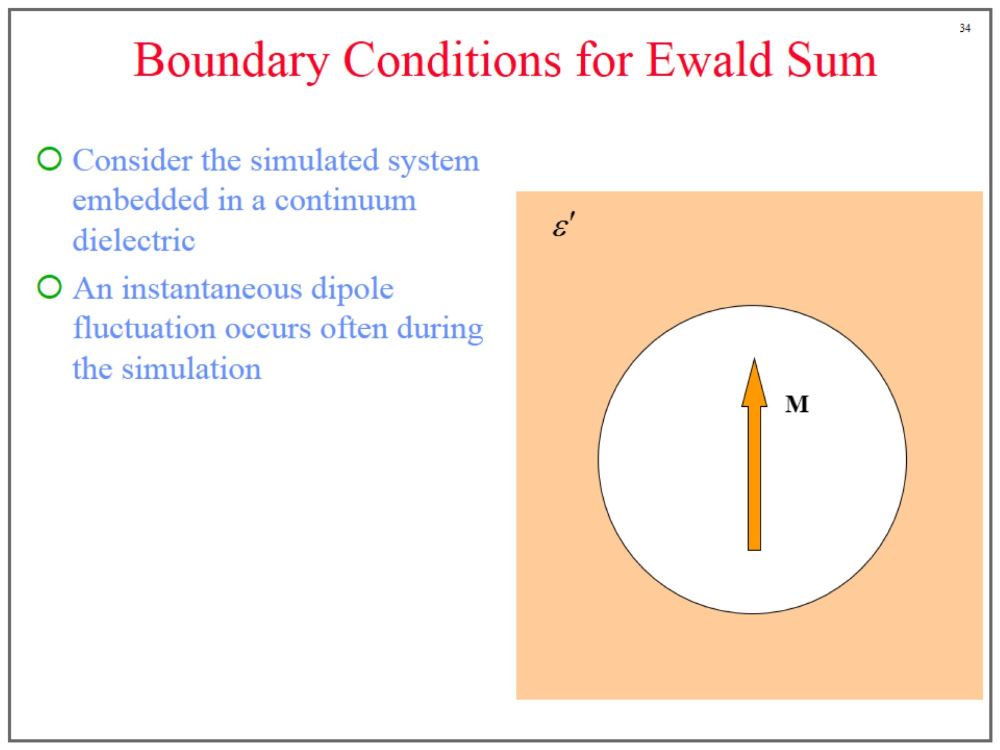 34
Boundary Conditions for Ewald Sum
Consider the simulated system
embedded in a continuum
dielectric
An instantaneous dipole
fluctuation occurs often during
the simulation
ε′
M